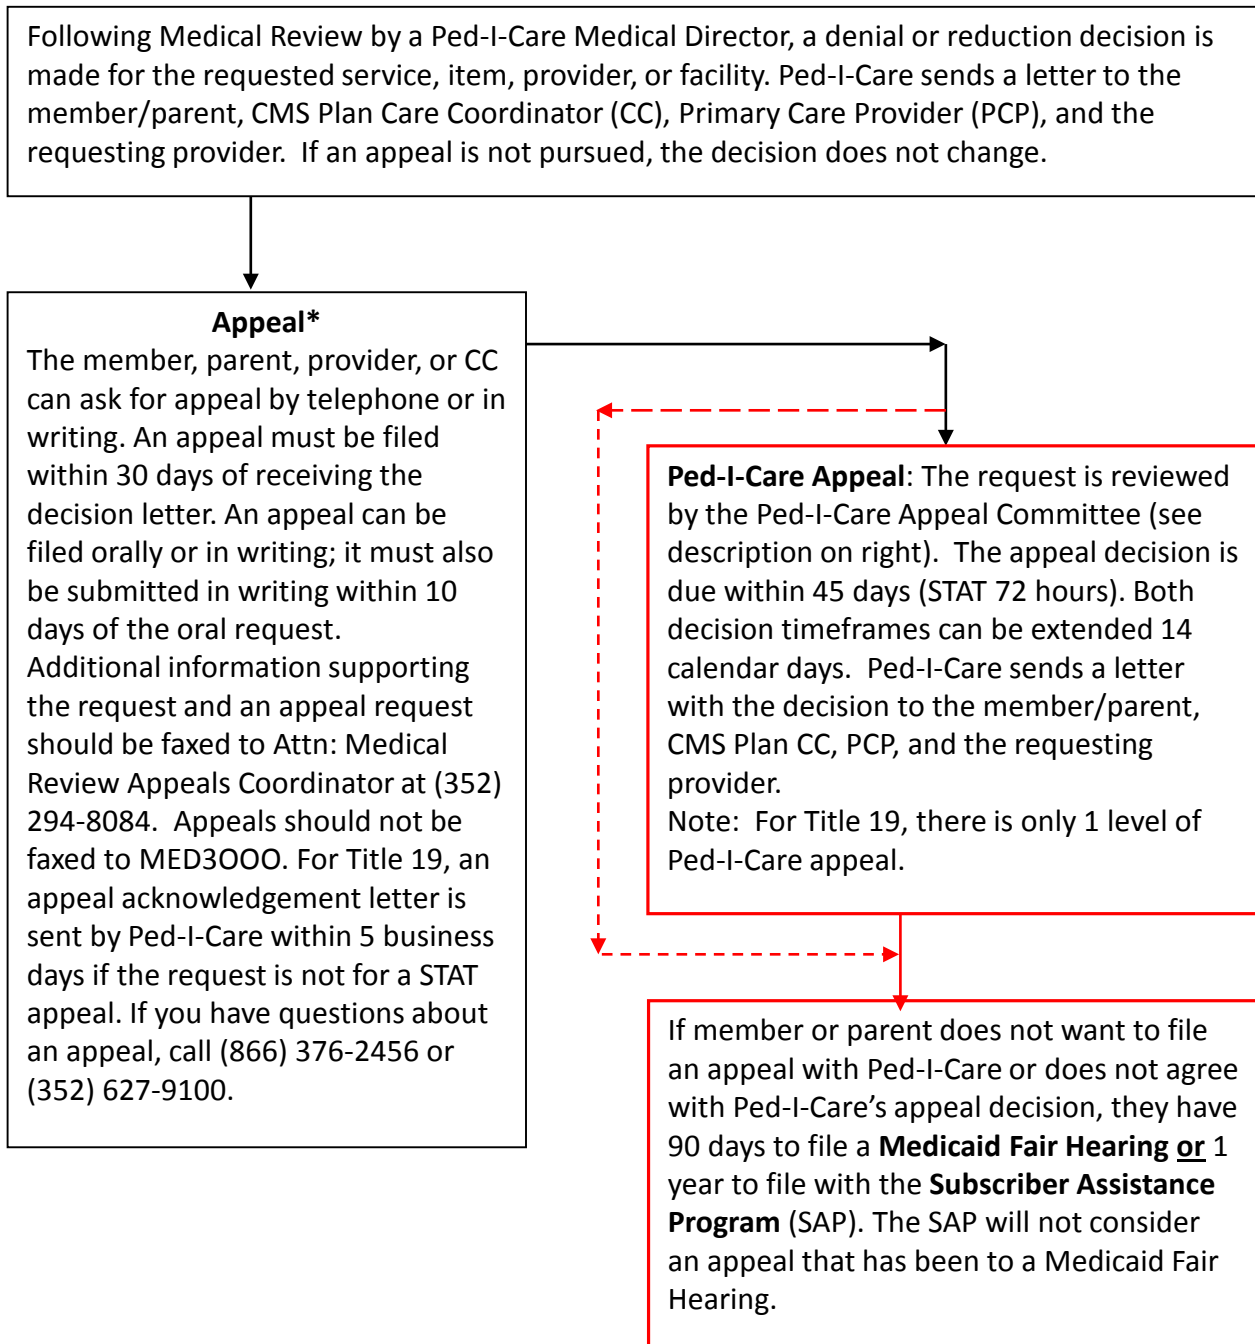 Following Medical Review by a Ped-I-Care Medical Director, a denial or reduction decision is
made for the requested service, item, provider, or facility. Ped-I-Care sends a letter to the
member/parent, CMS Plan Care Coordinator (CC), Primary Care Provider (PCP), and the
requesting provider.  If an appeal is not pursued, the decision does not change.
Appeal*
The member, parent, provider, or CC
can ask for appeal by telephone or in
writing. An appeal must be filed
within 30 days of receiving the
decision letter. An appeal can be
filed orally or in writing; it must also
be submitted in writing within 10
days of the oral request.
Additional information supporting
the request and an appeal request
should be faxed to Attn: Medical
Review Appeals Coordinator at (352)
294-8084.  Appeals should not be
faxed to MED3OOO. For Title 19, an
appeal acknowledgement letter is
sent by Ped-I-Care within 5 business
days if the request is not for a STAT
appeal. If you have questions about
an appeal, call (866) 376-2456 or
(352) 627-9100.
Ped-I-Care Appeal: The request is reviewed
by the Ped-I-Care Appeal Committee (see
description on right).  The appeal decision is
due within 45 days (STAT 72 hours). Both
decision timeframes can be extended 14
calendar days.  Ped-I-Care sends a letter
with the decision to the member/parent,
CMS Plan CC, PCP, and the requesting
provider.
Note:  For Title 19, there is only 1 level of
Ped-I-Care appeal.
If member or parent does not want to file
an appeal with Ped-I-Care or does not agree
with Ped-I-Care’s appeal decision, they have
90 days to file a Medicaid Fair Hearing or 1
year to file with the Subscriber Assistance
Program (SAP). The SAP will not consider
an appeal that has been to a Medicaid Fair
Hearing.